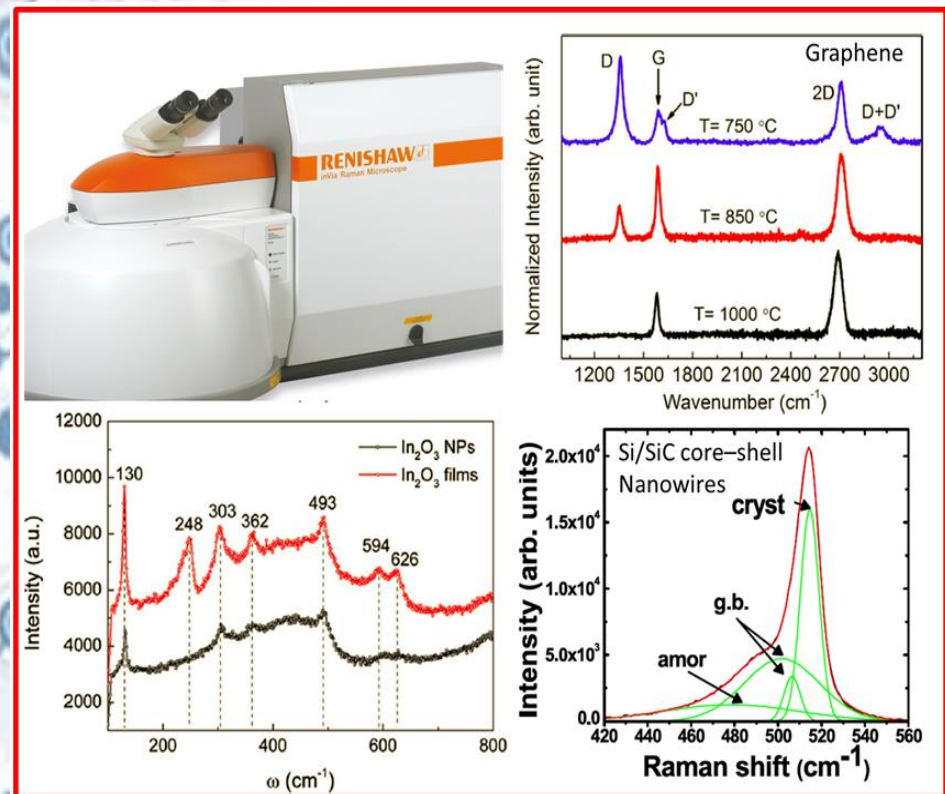 RENISHAW
inVia Raman Microscope
Normalized Intensity (arb. unit)
Graphene
D
G
D'
2D
D+D'
T= 750 °C
T= 850 °C
T= 1000 °C
1200 1500 1800 2100 2400 2700 3000
Wavenumber (cm⁻¹)
Intensity (a.u.)
12000
10000
8000
6000
4000
2000
In₂O₃ NPs
In₂O₃ films
130
248
303
362
493
594
626
200 400 600 800
ω (cm⁻¹)
Intensity (arb. units)
2.0x10⁴
1.5x10⁴
1.0x10⁴
5.0x10³
0.0
Si/SiC core–shell
Nanowires
cryst
g.b.
amor
420 440 460 480 500 520 540 560
Raman shift (cm⁻¹)